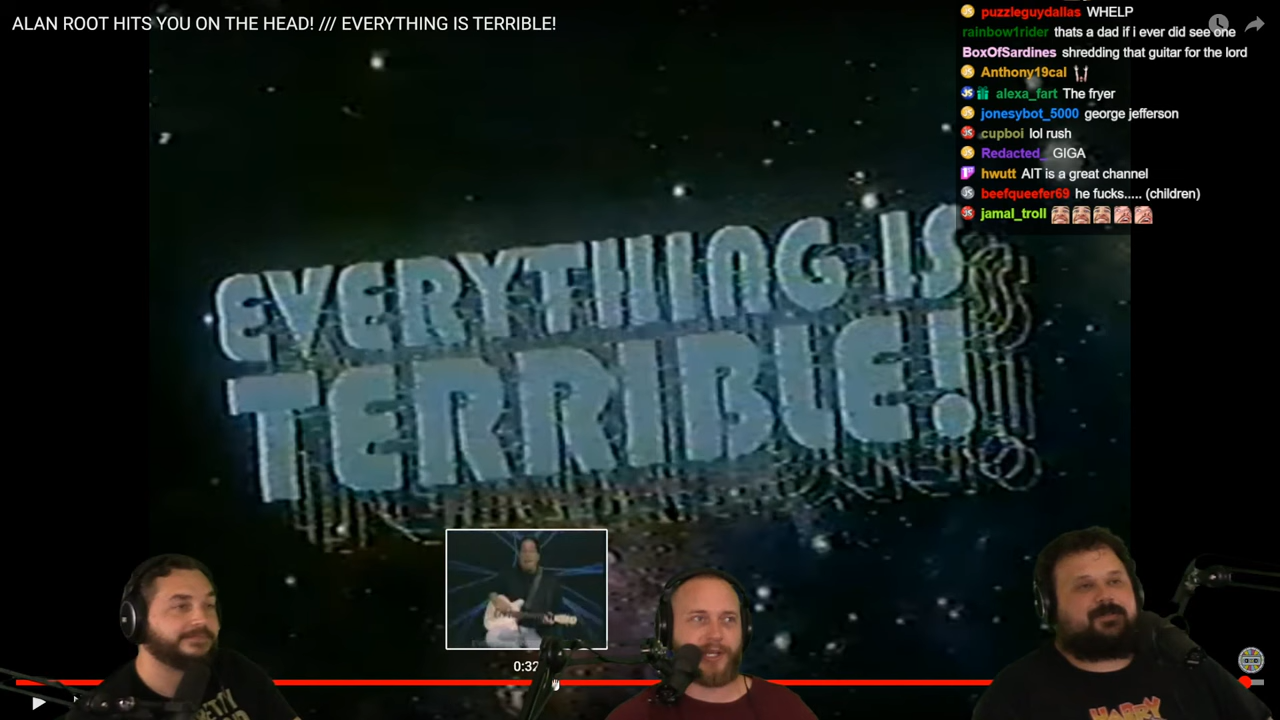 ALAN ROOT HITS YOU ON THE HEAD! /// EVERYTHING IS TERRIBLE!
puzzleguydallas WHELP
rainbow1rider thats a dad if i ever did see one
BoxOfSardines shredding that guitar for the lord
Anthony19cal
alexa_fart The fryer
jonesybot_5000 george jefferson
cupboi lol rush
Redacted_ GIGA
hwutt AIT is a great channel
beefqueefer69 he fucks..... (children)
jamal_troll
EVERYTHING IS
TERRIBLE!
0:32